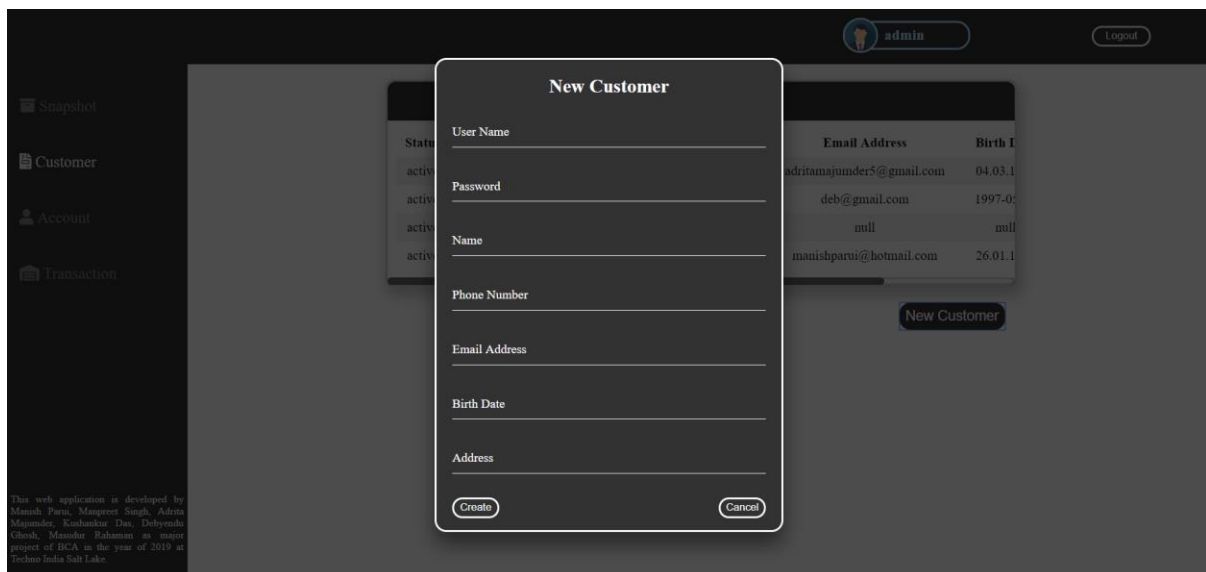 admin
Logout
Snapshot
Customer
Account
Transaction
New Customer
User Name
Password
Name
Phone Number
Email Address
Birth Date
Address
Create
Cancel
Email Address
adritamajumder5@gmail.com
deb@gmail.com
null
manishparui@hotmail.com
null
New Customer
This web application is developed by
Manish Parui, Manpreet Singh, Adrita
Majumder, Kushankur Das, Debyendu
Ghosh, Masudur Rahaman as major
project of BCA in the year of 2019 at
Techno India Salt Lake.